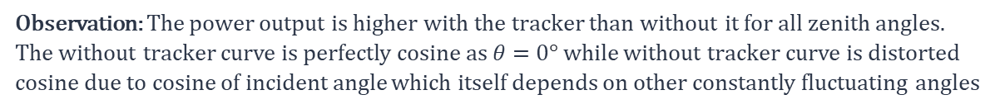 Observation: The power output is higher with the tracker than without it for all zenith angles.
The without tracker curve is perfectly cosine as θ = 0° while without tracker curve is distorted
cosine due to cosine of incident angle which itself depends on other constantly fluctuating angles